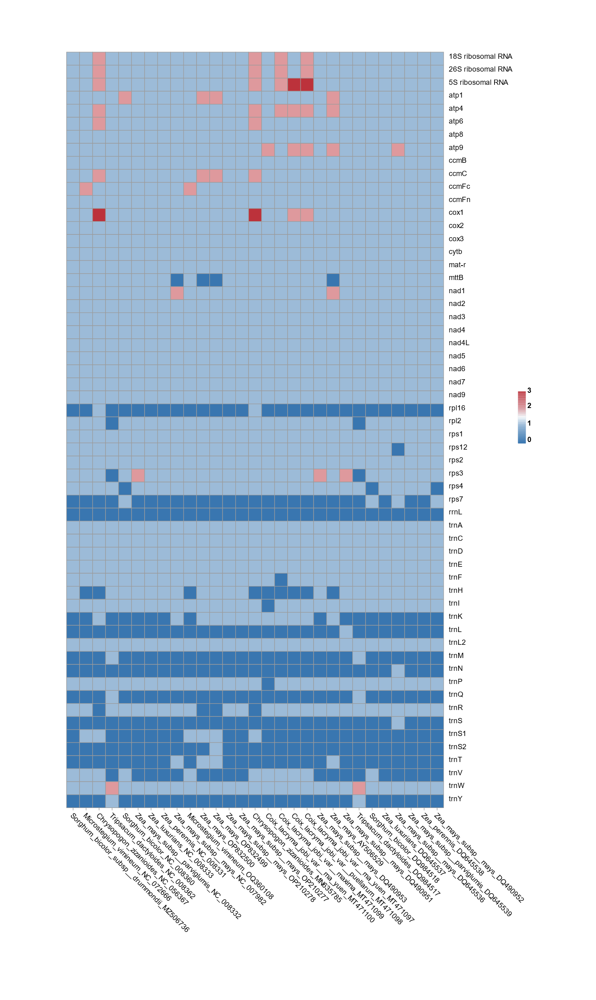 18S ribosomal RNA
26S ribosomal RNA
5S ribosomal RNA
atp1
atp4
atp6
atp8
atp9
ccmB
ccmC
ccmFc
ccmFn
cox1
cox2
cox3
cytb
mat-r
mttB
nad1
nad2
nad3
nad4
nad4L
nad5
nad6
nad7
nad9
rpl16
rpl2
rps1
rps12
rps2
rps3
rps4
rps7
rrnL
trnA
trnC
trnD
trnE
trnF
trnH
trnI
trnK
trnL
trnL2
trnM
trnN
trnP
trnQ
trnR
trnS
trnS1
trnS2
trnT
trnV
trnW
trnY
3
2
1
0
Sorghum_bicolor_subsp__drummondii_MZ506736
Microstegium_vimineum_NC_072666
Chrysopogon_zizanioides_NC_056367
Tripsacum_dactyloides_NC_008362
Sorghum_bicolor_NC_008360
Zea_mays_subsp__parviglumis_NC_008332
Zea_luxurians_NC_008333
Zea_perennis_NC_008331
Zea_mays_subsp__mays_NC_007982
Microstegium_vimineum_OQ360108
Zea_mays_OP832500
Zea_mays_OP832499
Zea_mays_subsp__mays_OP210278
Zea_mays_subsp__mays_OP210277
Chrysopogon_zizanioides_MN635785
Coix_lacryma_jobi_var__ma_yuen_MT471100
Coix_lacryma_jobi_var__maxima_MT471099
Coix_lacryma_jobi_var__puellarum_MT471098
Coix_lacryma_jobi_var__ma_yuen_MT471097
Zea_mays_subsp__mays_DQ490953
Zea_mays_AY506529
Zea_mays_subsp__mays_DQ490951
Tripsacum_dactyloides_DQ984517
Sorghum_bicolor_DQ984518
Zea_luxurians_DQ645537
Zea_mays_subsp__mays_DQ645536
Zea_mays_subsp__parviglumis_DQ645539
Zea_perennis_DQ645538
Zea_mays_subsp__mays_DQ490952